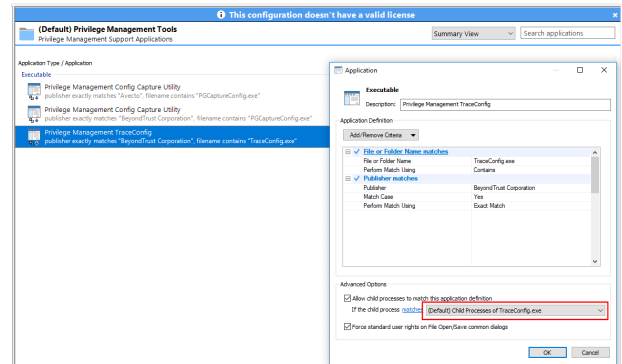 This configuration doesn't have a valid license
(Default) Privilege Management Tools
Privilege Management Support Applications
Summary View
Search applications
Application Type / Application
Executable
Privilege Management Config Capture Utility
publisher exactly matches "Avecto", filename contains "PGCaptureConfig.exe"
Privilege Management Config Capture Utility
publisher exactly matches "BeyondTrust Corporation", filename contains "PGCaptureConfig.exe"
Privilege Management TraceConfig
publisher exactly matches "BeyondTrust Corporation", filename contains "TraceConfig.exe"
Application
Executable
Description: Privilege Management TraceConfig
Application Definition
Add/Remove Criteria
File or Folder Name matches
File or Folder Name TraceConfig.exe
Perform Match Using Contains
Publisher matches
Publisher BeyondTrust Corporation
Match Case Yes
Perform Match Using Exact Match
Advanced Options
Allow child processes to match this application definition
If the child process matches (Default) Child Processes of TraceConfig.exe
Force standard user rights on File Open/Save common dialogs
OK Cancel